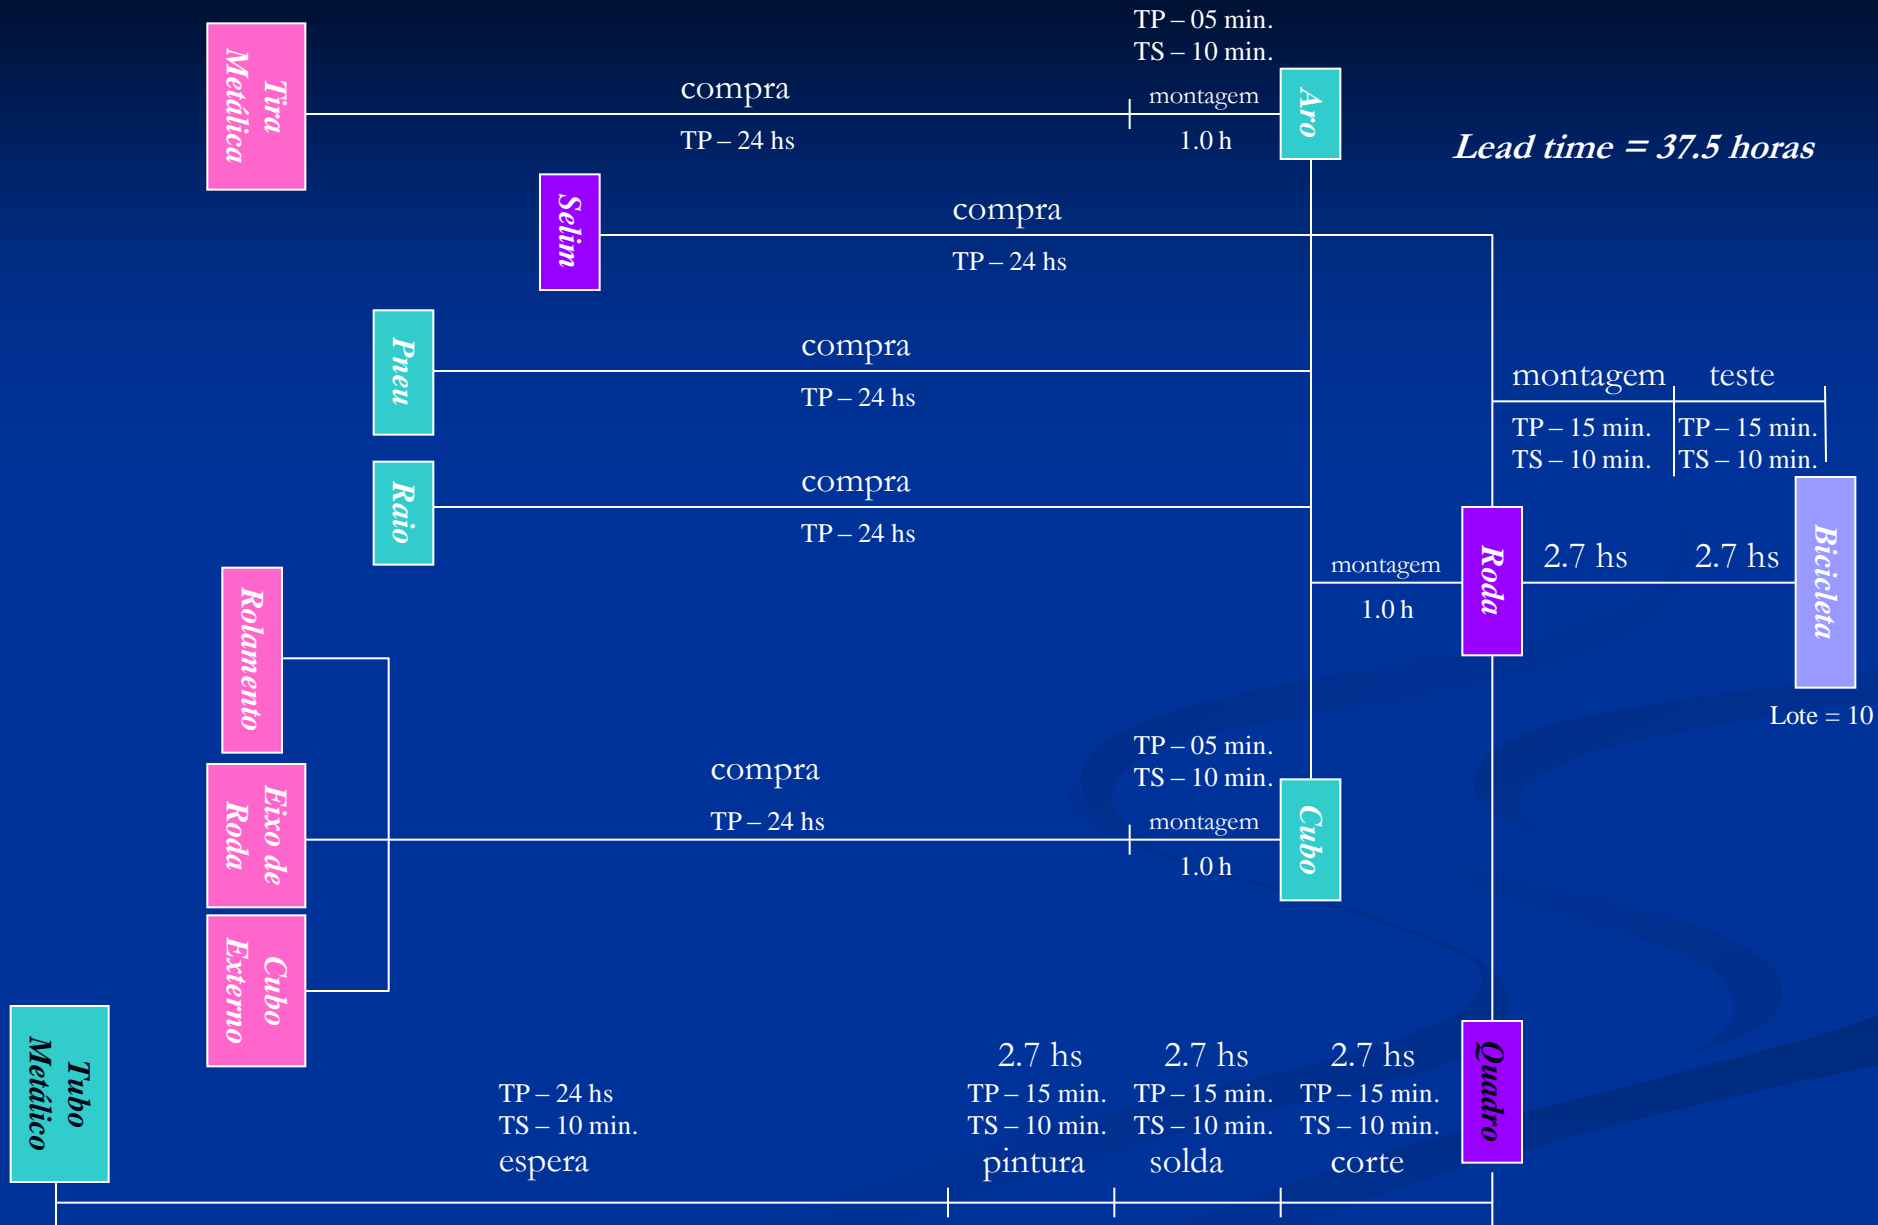 TP – 05 min.
TS – 10 min.
Tira
Metálica
compra
TP – 24 hs
montagem
1.0 h
Aro
Lead time = 37.5 horas
Selim
compra
TP – 24 hs
Pneu
compra
TP – 24 hs
montagem
teste
TP – 15 min.
TS – 10 min.
TP – 15 min.
TS – 10 min.
Raio
compra
TP – 24 hs
montagem
1.0 h
Roda
2.7 hs
2.7 hs
Bicicleta
Lote = 10
Rolamento
Eixo de
Roda
Cubo
Externo
compra
TP – 24 hs
TP – 05 min.
TS – 10 min.
montagem
1.0 h
Cubo
Tubo
Metálico
TP – 24 hs
TS – 10 min.
espera
2.7 hs
TP – 15 min.
TS – 10 min.
pintura
2.7 hs
TP – 15 min.
TS – 10 min.
solda
2.7 hs
TP – 15 min.
TS – 10 min.
corte
Quadro